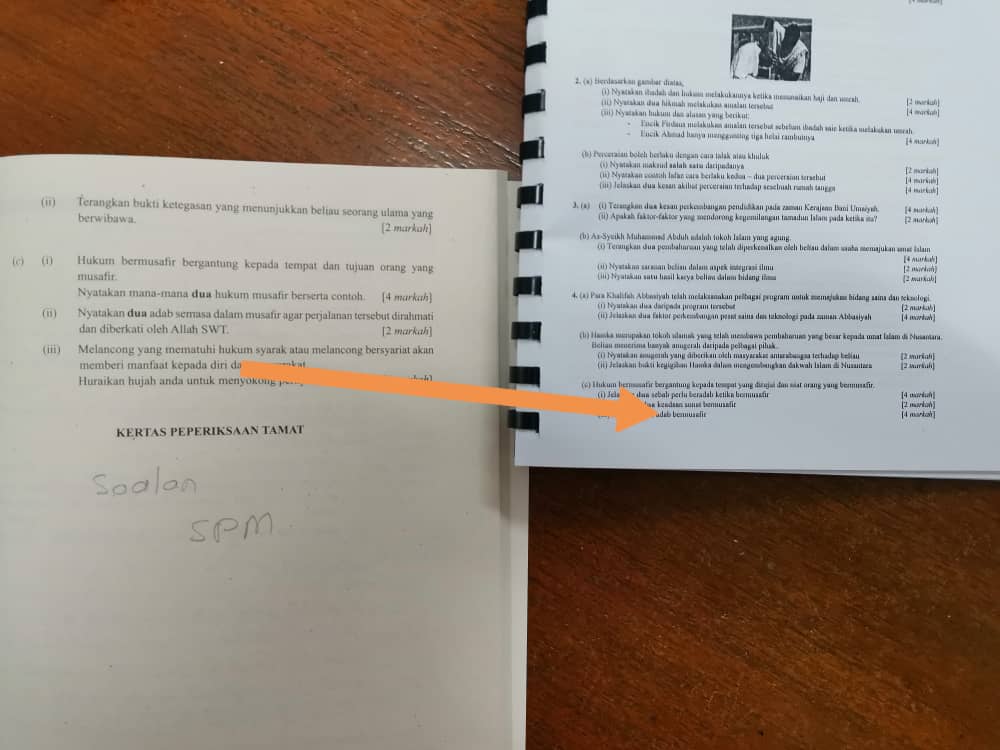 (ii) Terangkan bukti ketegasan yang menunjukkan beliau seorang ulama yang
berwibawa.
[2 markah]
(c) (i) Hukum bermusafir bergantung kepada tempat dan tujuan orang yang
musafir.
Nyatakan mana-mana dua hukum musafir berserta contoh. [4 markah]
(ii) Nyatakan dua adab semasa dalam musafir agar perjalanan tersebut dirahmati
dan diberkati oleh Allah SWT. [2 markah]
(iii) Melancong yang mematuhi hukum syarak atau melancong bersyariat akan
memberi manfaat kepada diri
Huraikan hujah anda untuk menyokong
KERTAS PEPERIKSAAN TAMAT
Soalan
SPM
2. (a) Berdasarkan gambar diatas,
(i) Nyatakan ibadah dan hukum melakukannya ketika menunaikan haji dan umrah. [2 markah]
(ii) Nyatakan dua hikmah melakukan amalan tersebut [4 markah]
(iii) Nyatakan hukum dan alasan yang berikut:
- Encik Firdaus melakukan amalan tersebut sebelum ibadah saie ketika melakukan umrah.
- Encik Ahmad hanya menggunting tiga helai rambutnya [4 markah]
(b) Perceraian boleh berlaku dengan cara talak atau khuluk
(i) Nyatakan maksud salah satu daripadanya [2 markah]
(ii) Nyatakan contoh lafaz cara berlaku kedua – dua perceraian tersebut [4 markah]
(iii) Jelaskan dua kesan akibat perceraian terhadap sesebuah rumah tangga [4 markah]
3. (a) (i) Terangkan dua kesan perkembangan pendidikan pada zaman Kerajaan Bani Umaiyah. [4 markah]
(ii) Apakah faktor-faktor yang mendorong kegemilangan tamadun Islam pada ketika itu? [2 markah]
(b) As-Syeikh Muhammad Abduh adalah tokoh Islam yang agung.
(i) Terangkan dua pembaharuan yang telah diperkenalkan oleh beliau dalam usaha memajukan umat Islam
[4 markah]
(ii) Nyatakan saranan beliau dalam aspek integrasi ilmu [2 markah]
(iii) Nyatakan satu hasil karya beliau dalam bidang ilmu [2 markah]
4. (a) Para Khalifah Abbasiyah telah melaksanakan pelbagai program untuk memajukan bidang sains dan teknologi.
(i) Nyatakan dua daripada program tersebut [2 markah]
(ii) Jelaskan dua faktor perkembangan pesat sains dan teknologi pada zaman Abbasiyah [4 markah]
(b) Hamka merupakan tokoh ulamak yang telah membawa pembaharuan yang besar kepada umat Islam di Nusantara.
Beliau menerima banyak anugerah daripada pelbagai pihak.
(i) Nyatakan anugerah yang diberikan oleh masyarakat antarabangsa terhadap beliau [2 markah]
(ii) Jelaskan bukti kegigihan Hamka dalam mengembangkan dakwah Islam di Nusantara [2 markah]
(c) Hukum bermusafir bergantung kepada tempat yang ditujui dan niat orang yang bermusafir.
(i) dua sebab perlu beradab ketika bermusafir [4 markah]
dua keadaan sunat bermusafir [2 markah]
adab bermusafir [4 markah]